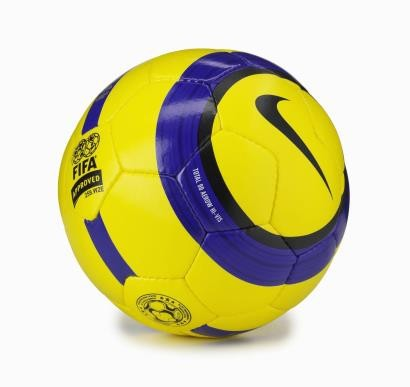 FIFA
APPROVED
TOTAL 90 AEROW HI-VIS